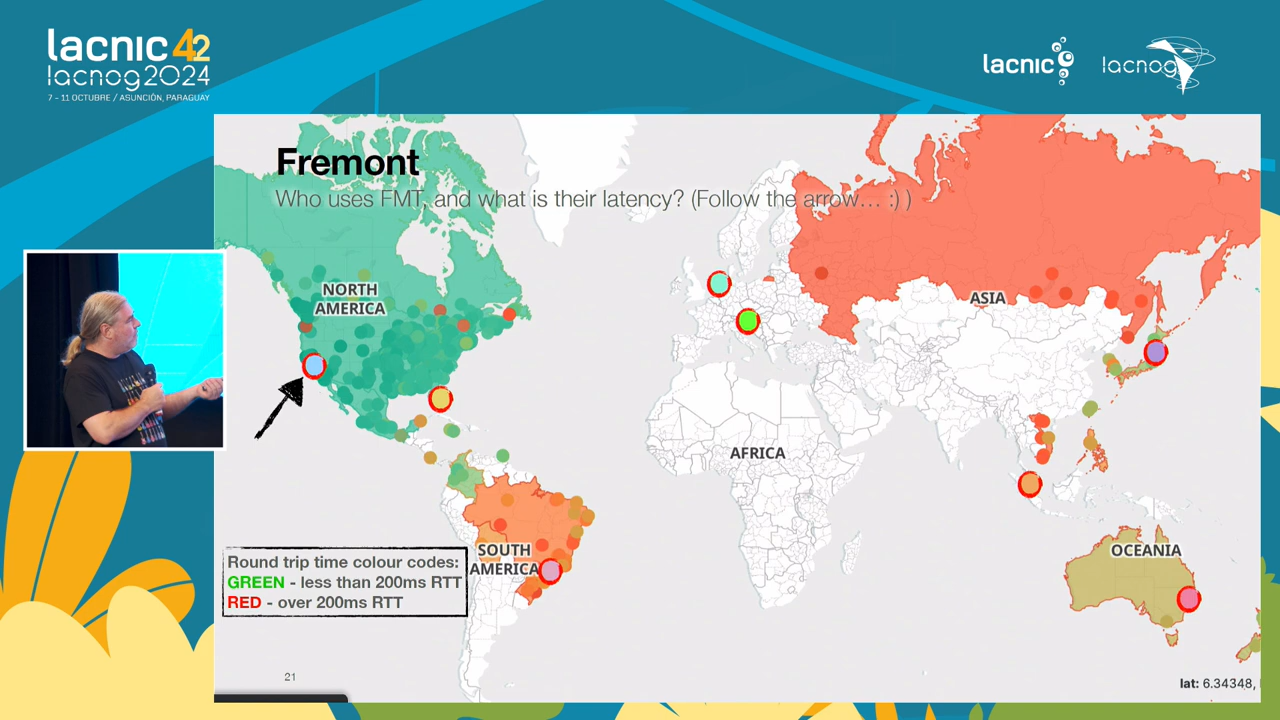 lacnic 42
lacnog2024
7 - 11 OCTUBRE / ASUNCIÓN, PARAGUAY
lacnic
lacnog
Fremont
Who uses FMT, and what is their latency? (Follow the arrow... :) )
NORTH
AMERICA
ASIA
AFRICA
SOUTH
AMERICA
OCEANIA
Round trip time colour codes:
GREEN - less than 200ms RTT
RED - over 200ms RTT
21
lat: 6.34348,